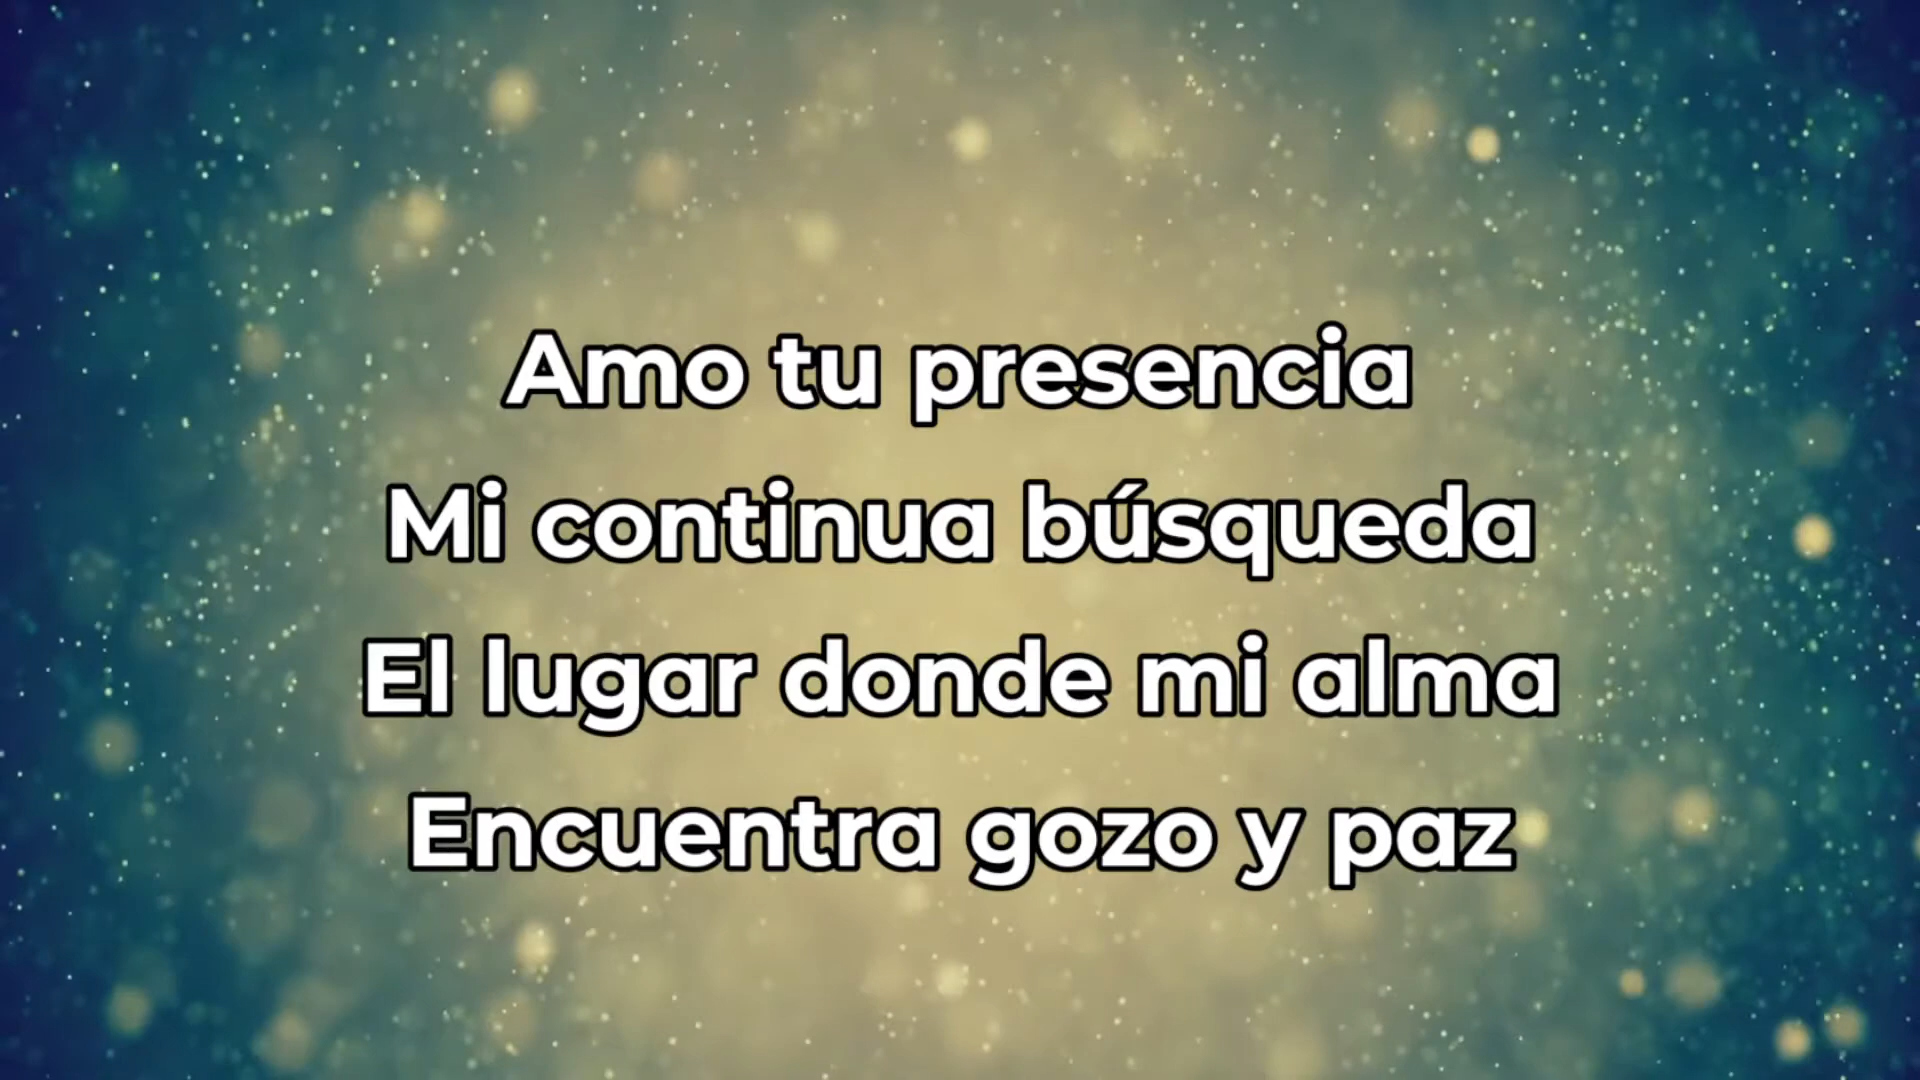 Amo tu presencia
Mi continua búsqueda
El lugar donde mi alma
Encuentra gozo y paz